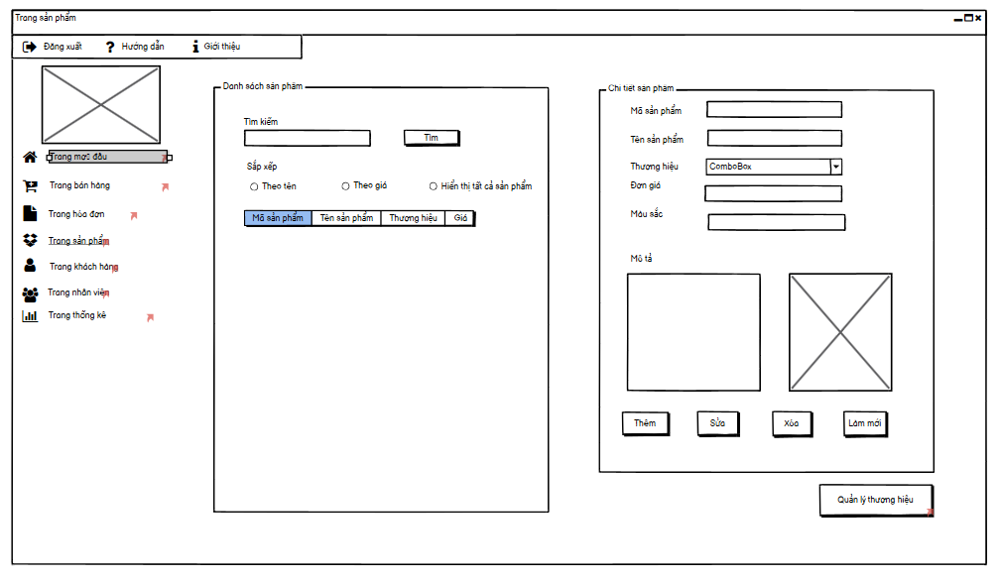 Trang sản phẩm
Đăng xuất
Hướng dẫn
Giới thiệu
Trang mơt đầu
Trang bán hàng
Trang hóa đơn
Trang sản phẩm
Trang khách hàng
Trang nhân viên
Trang thống kê
Danh sách sản phẩm
Tìm kiếm
Tìm
Sắp xếp
Theo tên
Theo giá
Hiển thị tất cả sản phẩm
Mã sản phẩm
Tên sản phẩm
Thương hiệu
Giá
Chi tiết sản phẩm
Mã sản phẩm
Tên sản phẩm
Thương hiệu
ComboBox
Đơn giá
Màu sắc
Mô tả
Thêm
Sửa
Xóa
Làm mới
Quản lý thương hiệu